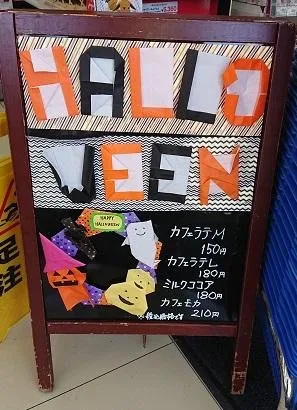 HALLO
WEEN
HAPPY
HALLOWEEN
カフェラテM
150円
カフェラテL
180円
ミルクココア
180円
カフェモカ
210円
足注